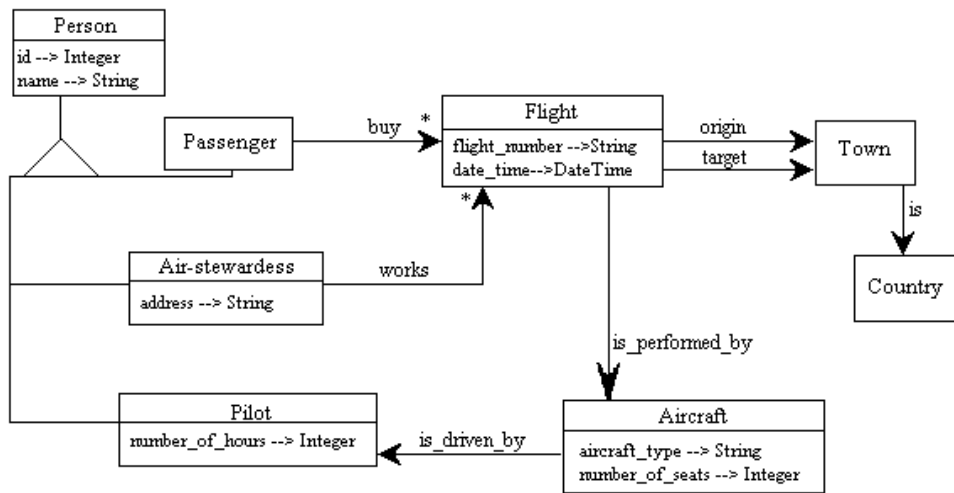 Person
id --> Integer
name --> String
Passenger
buy
*
Flight
flight_number -->String
date_time-->DateTime
*
origin
target
Town
is
Country
Air-stewardess
address --> String
works
is_performed_by
Pilot
number_of_hours --> Integer
is_driven_by
Aircraft
aircraft_type --> String
number_of_seats --> Integer